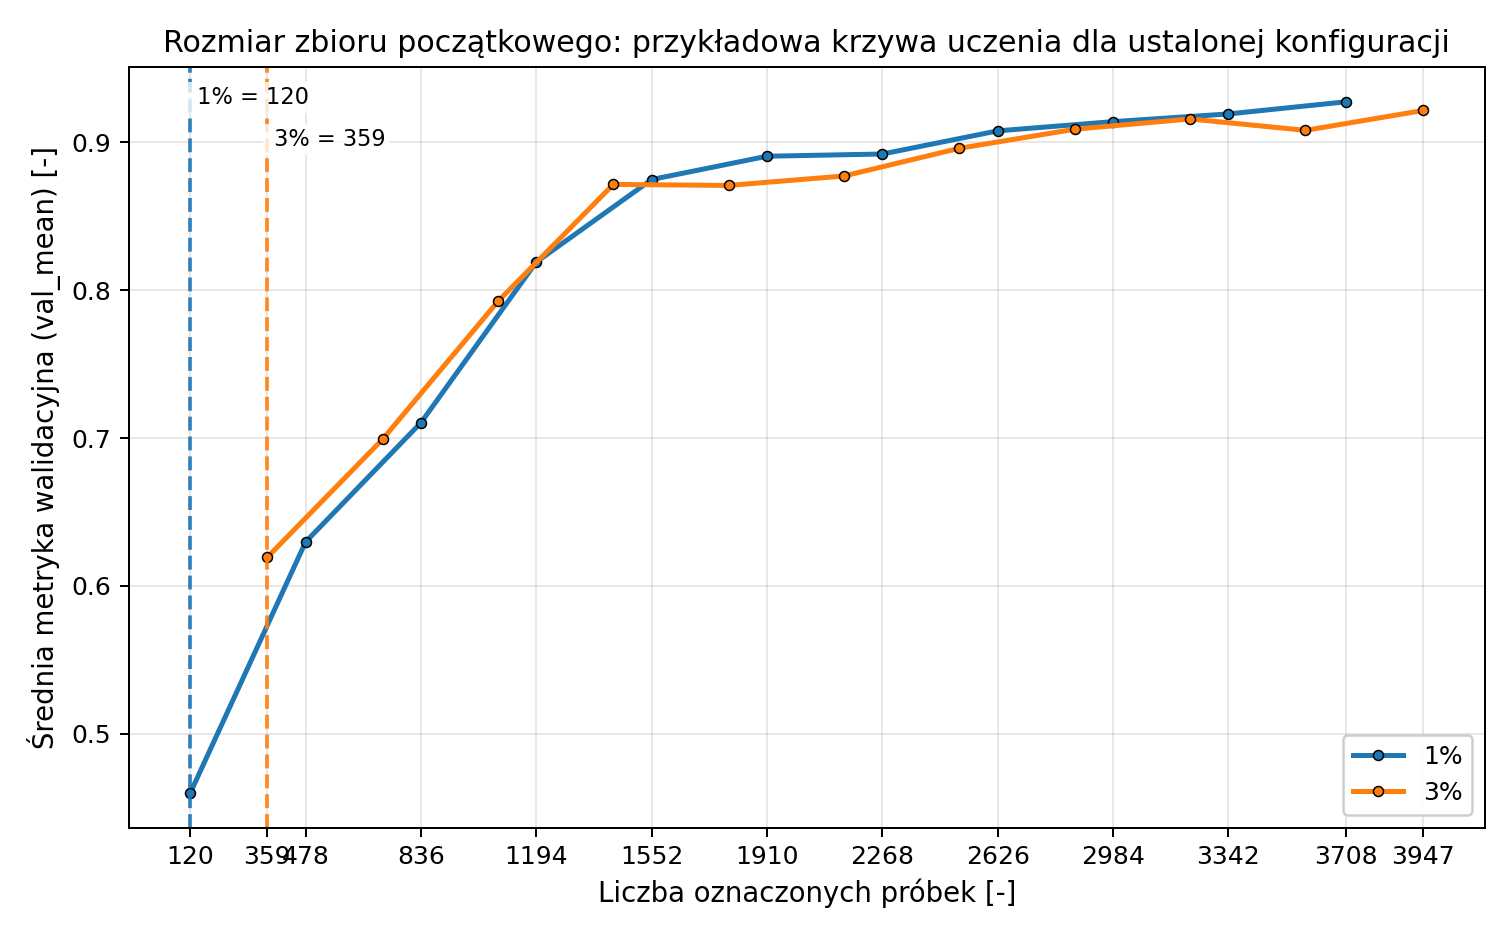 Rozmiar zbioru początkowego: przykładowa krzywa uczenia dla ustalonej konfiguracji
1% = 120
3% = 359
Średnia metryka walidacyjna (val_mean) [-]
0.9
0.8
0.7
0.6
0.5
1%
3%
120 359 478 836 1194 1552 1910 2268 2626 2984 3342 3708 3947
Liczba oznaczonych próbek [-]